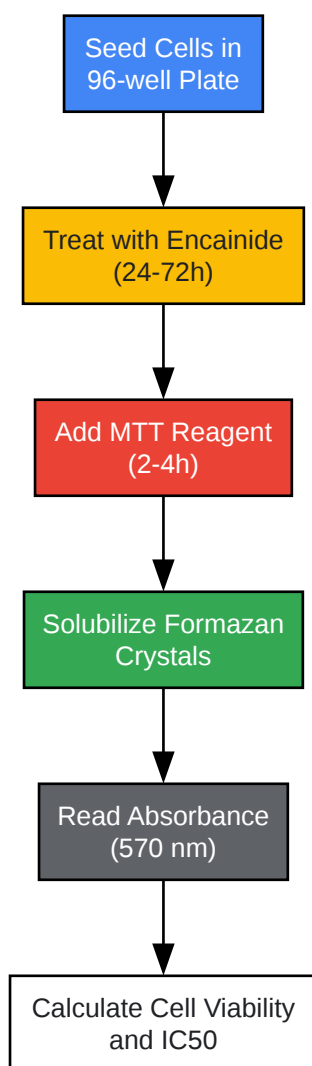 Seed Cells in
96-well Plate
Treat with Encainide
(24-72h)
Add MTT Reagent
(2-4h)
Solubilize Formazan
Crystals
Read Absorbance
(570 nm)
Calculate Cell Viability
and IC50